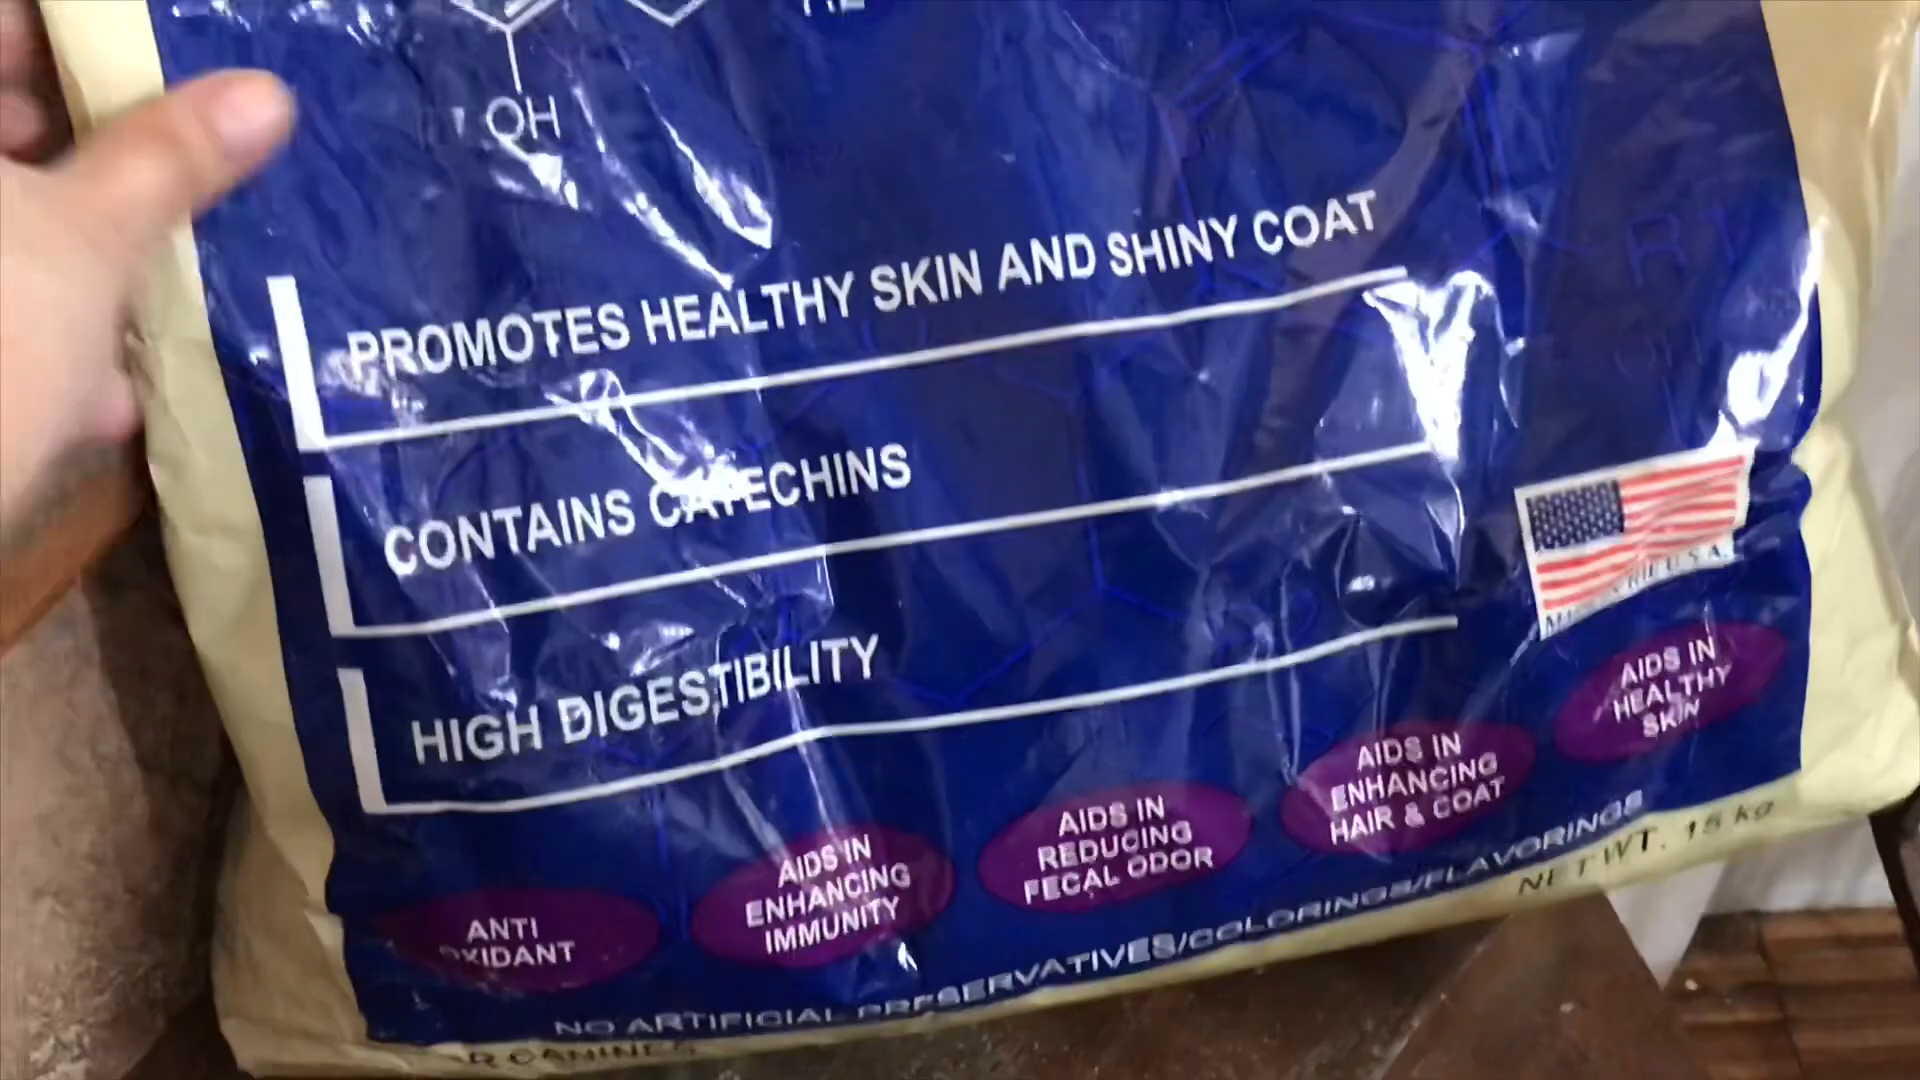 OH
PROMOTES HEALTHY SKIN AND SHINY COAT
CONTAINS CATECHINS
HIGH DIGESTIBILITY
U.S.A.
ANTI
OXIDANT
AIDS IN
ENHANCING
IMMUNITY
AIDS IN
REDUCING
FECAL ODOR
AIDS IN
ENHANCING
HAIR & COAT
AIDS IN
HEALTHY
SKIN
NO ARTIFICIAL PRESERVATIVES/COLORINGS/FLAVORINGS
NET WT. 15 kg
CANINES